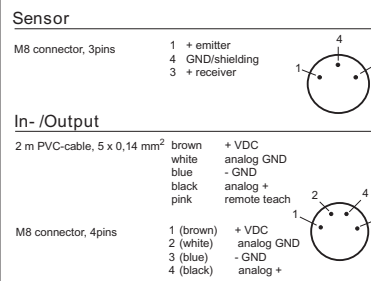 Sensor
M8 connector, 3pins 1 + emitter
4 GND/shielding
3 + receiver
4
1
In- /Output
2 m PVC-cable, 5 x 0,14 mm² brown + VDC
white analog GND
blue - GND
black analog +
pink remote teach
M8 connector, 4pins 1 (brown) + VDC
2 (white) analog GND
3 (blue) - GND
4 (black) analog +
2 4
1